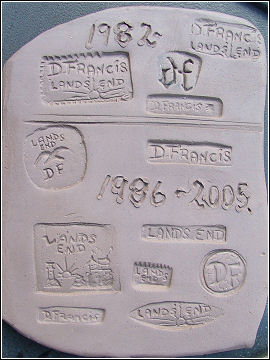 1982
D. FRANCIS
LANDS END
D. FRANCIS
LANDS END
df
D. FRANCIS
LANDS
END
DF
D. FRANCIS
1986 - 2005
LANDS
END
LANDS END
LANDS
END
DF
D. FRANCIS
LANDS END